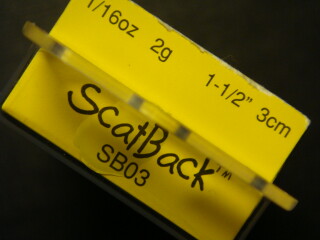 1/16oz 2g
1-1/2" 3cm
ScatBack™
SB03